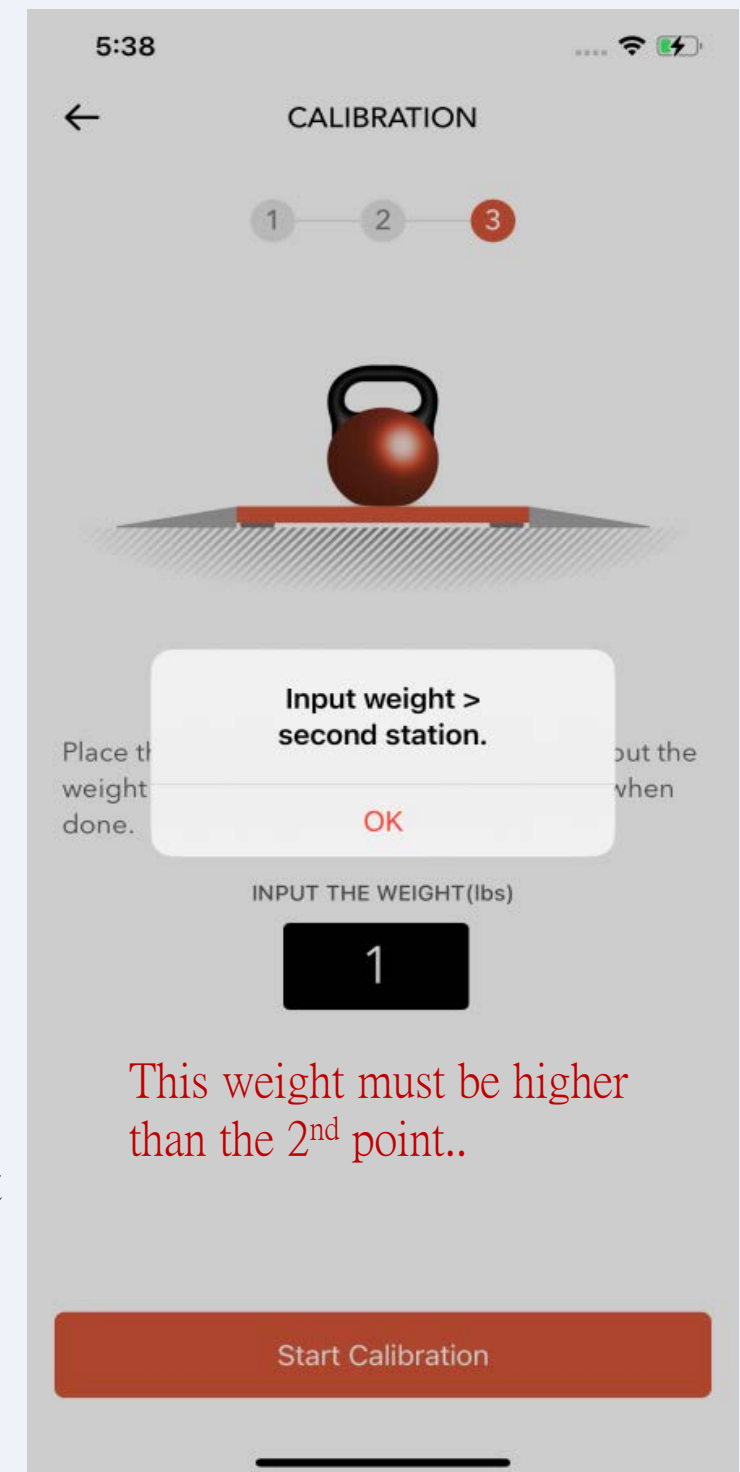 5:38
CALIBRATION
1 2 3
Input weight >
second station.
Place out the
weight when
done.
OK
INPUT THE WEIGHT(lbs)
1
This weight must be higher
than the 2nd point..
Start Calibration